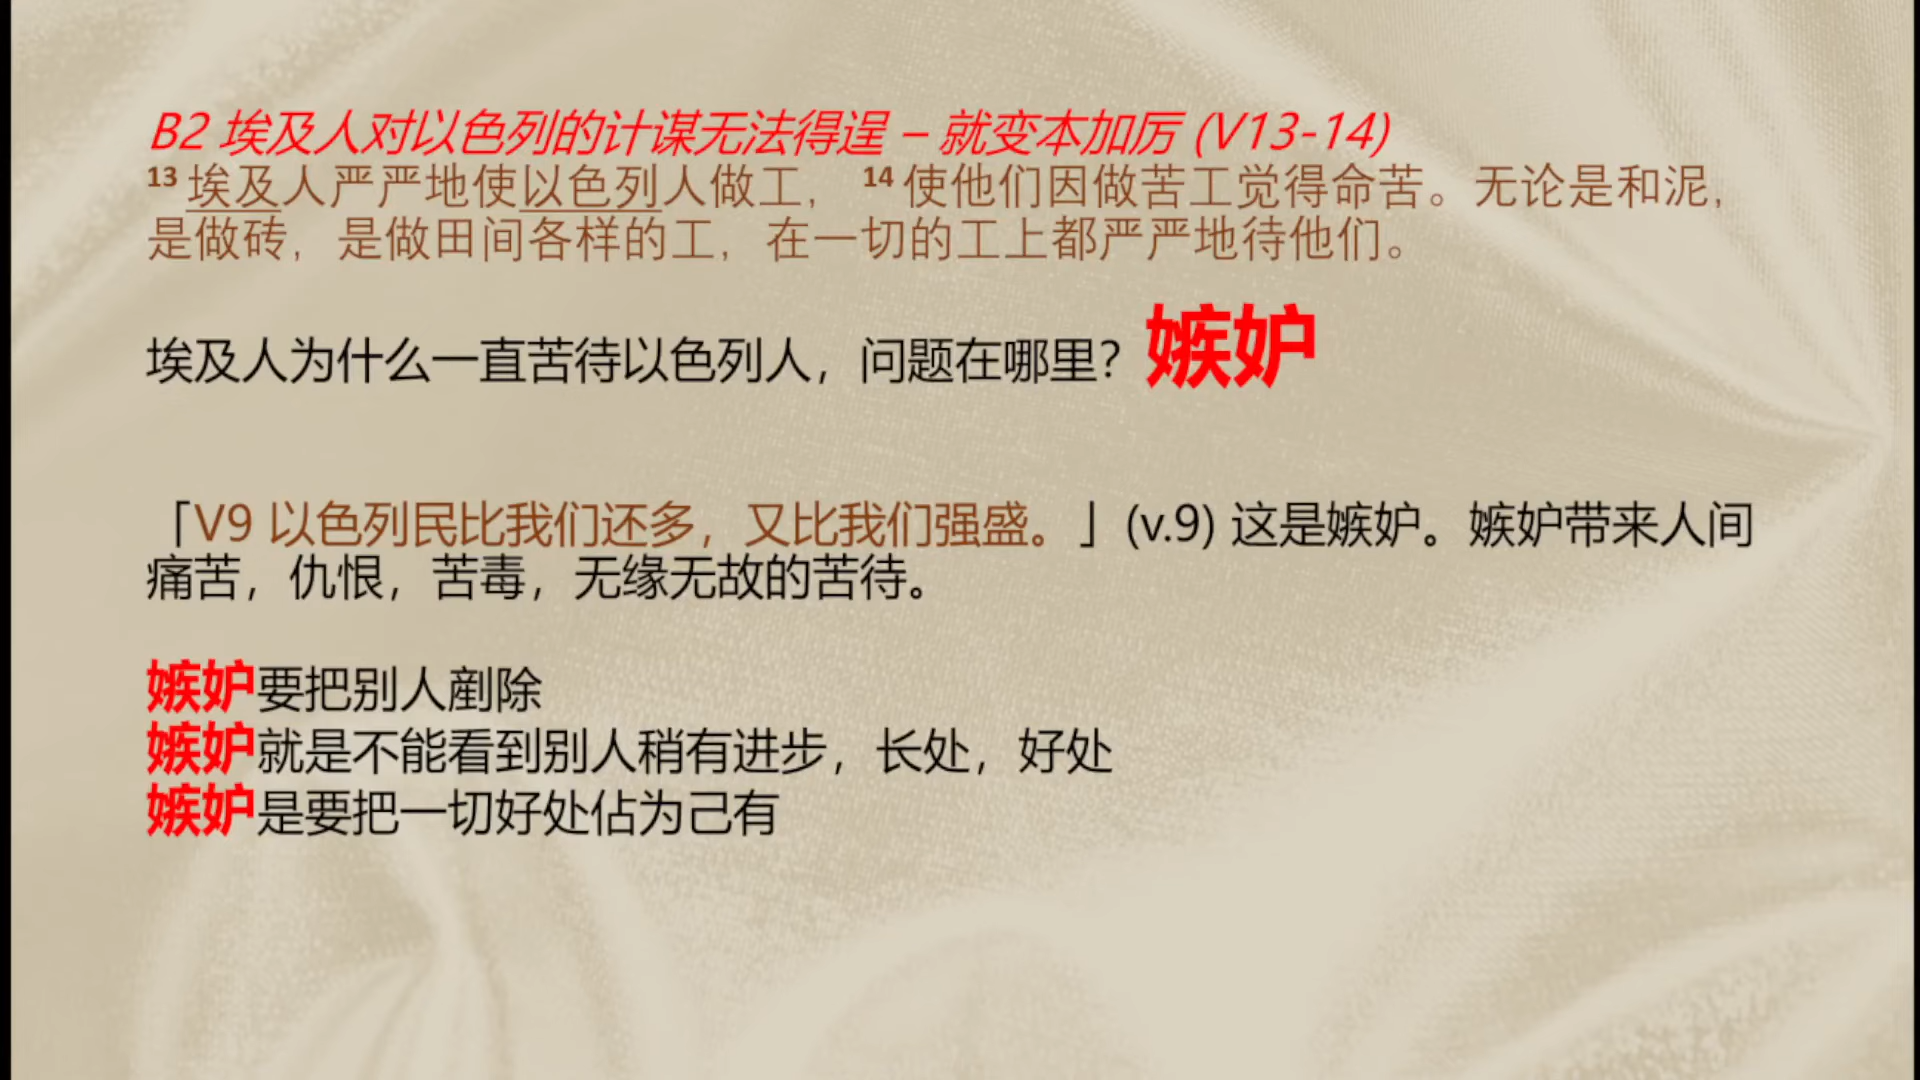 B2 埃及人对以色列的计谋无法得逞 – 就变本加厉 (V13-14)
13 埃及人严严地使以色列人做工， 14 使他们因做苦工觉得命苦。无论是和泥，
是做砖，是做田间各样的工，在一切的工上都严严地待他们。
埃及人为什么一直苦待以色列人，问题在哪里？嫉妒
「V9 以色列民比我们还多，又比我们强盛。」(v.9) 这是嫉妒。嫉妒带来人间
痛苦，仇恨，苦毒，无缘无故的苦待。
嫉妒要把别人剷除
嫉妒就是不能看到别人稍有进步，长处，好处
嫉妒是要把一切好处佔为己有